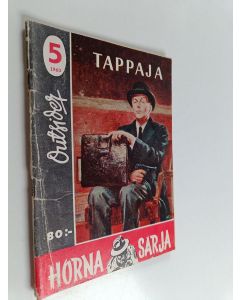 5
1960
TAPPAJA
Outsider
80:-
HORNA SARJA